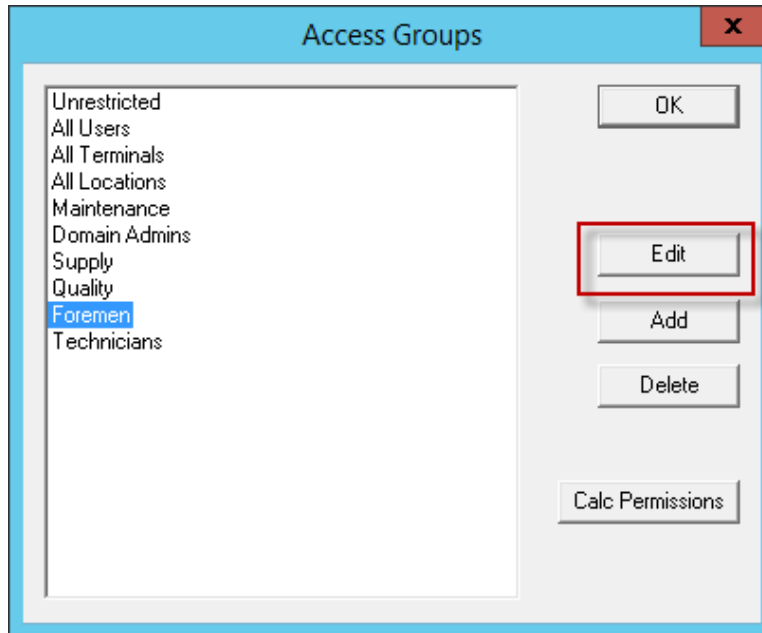 Access Groups
x
Unrestricted
All Users
All Terminals
All Locations
Maintenance
Domain Admins
Supply
Quality
Foremen
Technicians
OK
Edit
Add
Delete
Calc Permissions